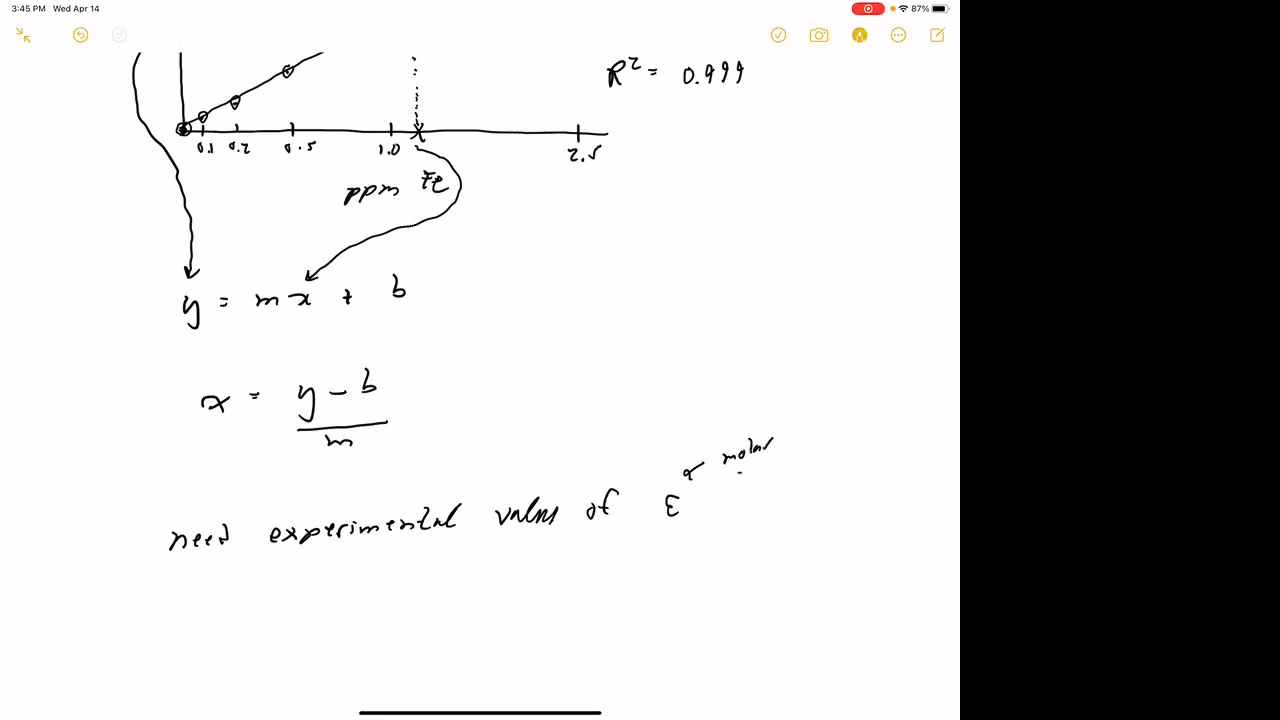 3:45 PM Wed Apr 14
87%
R² = 0.999
0.1 0.2 0.5 1.0 2.5
ppm Fe
y = mx + b
x = y - b
m
molar
need experimental values of ε